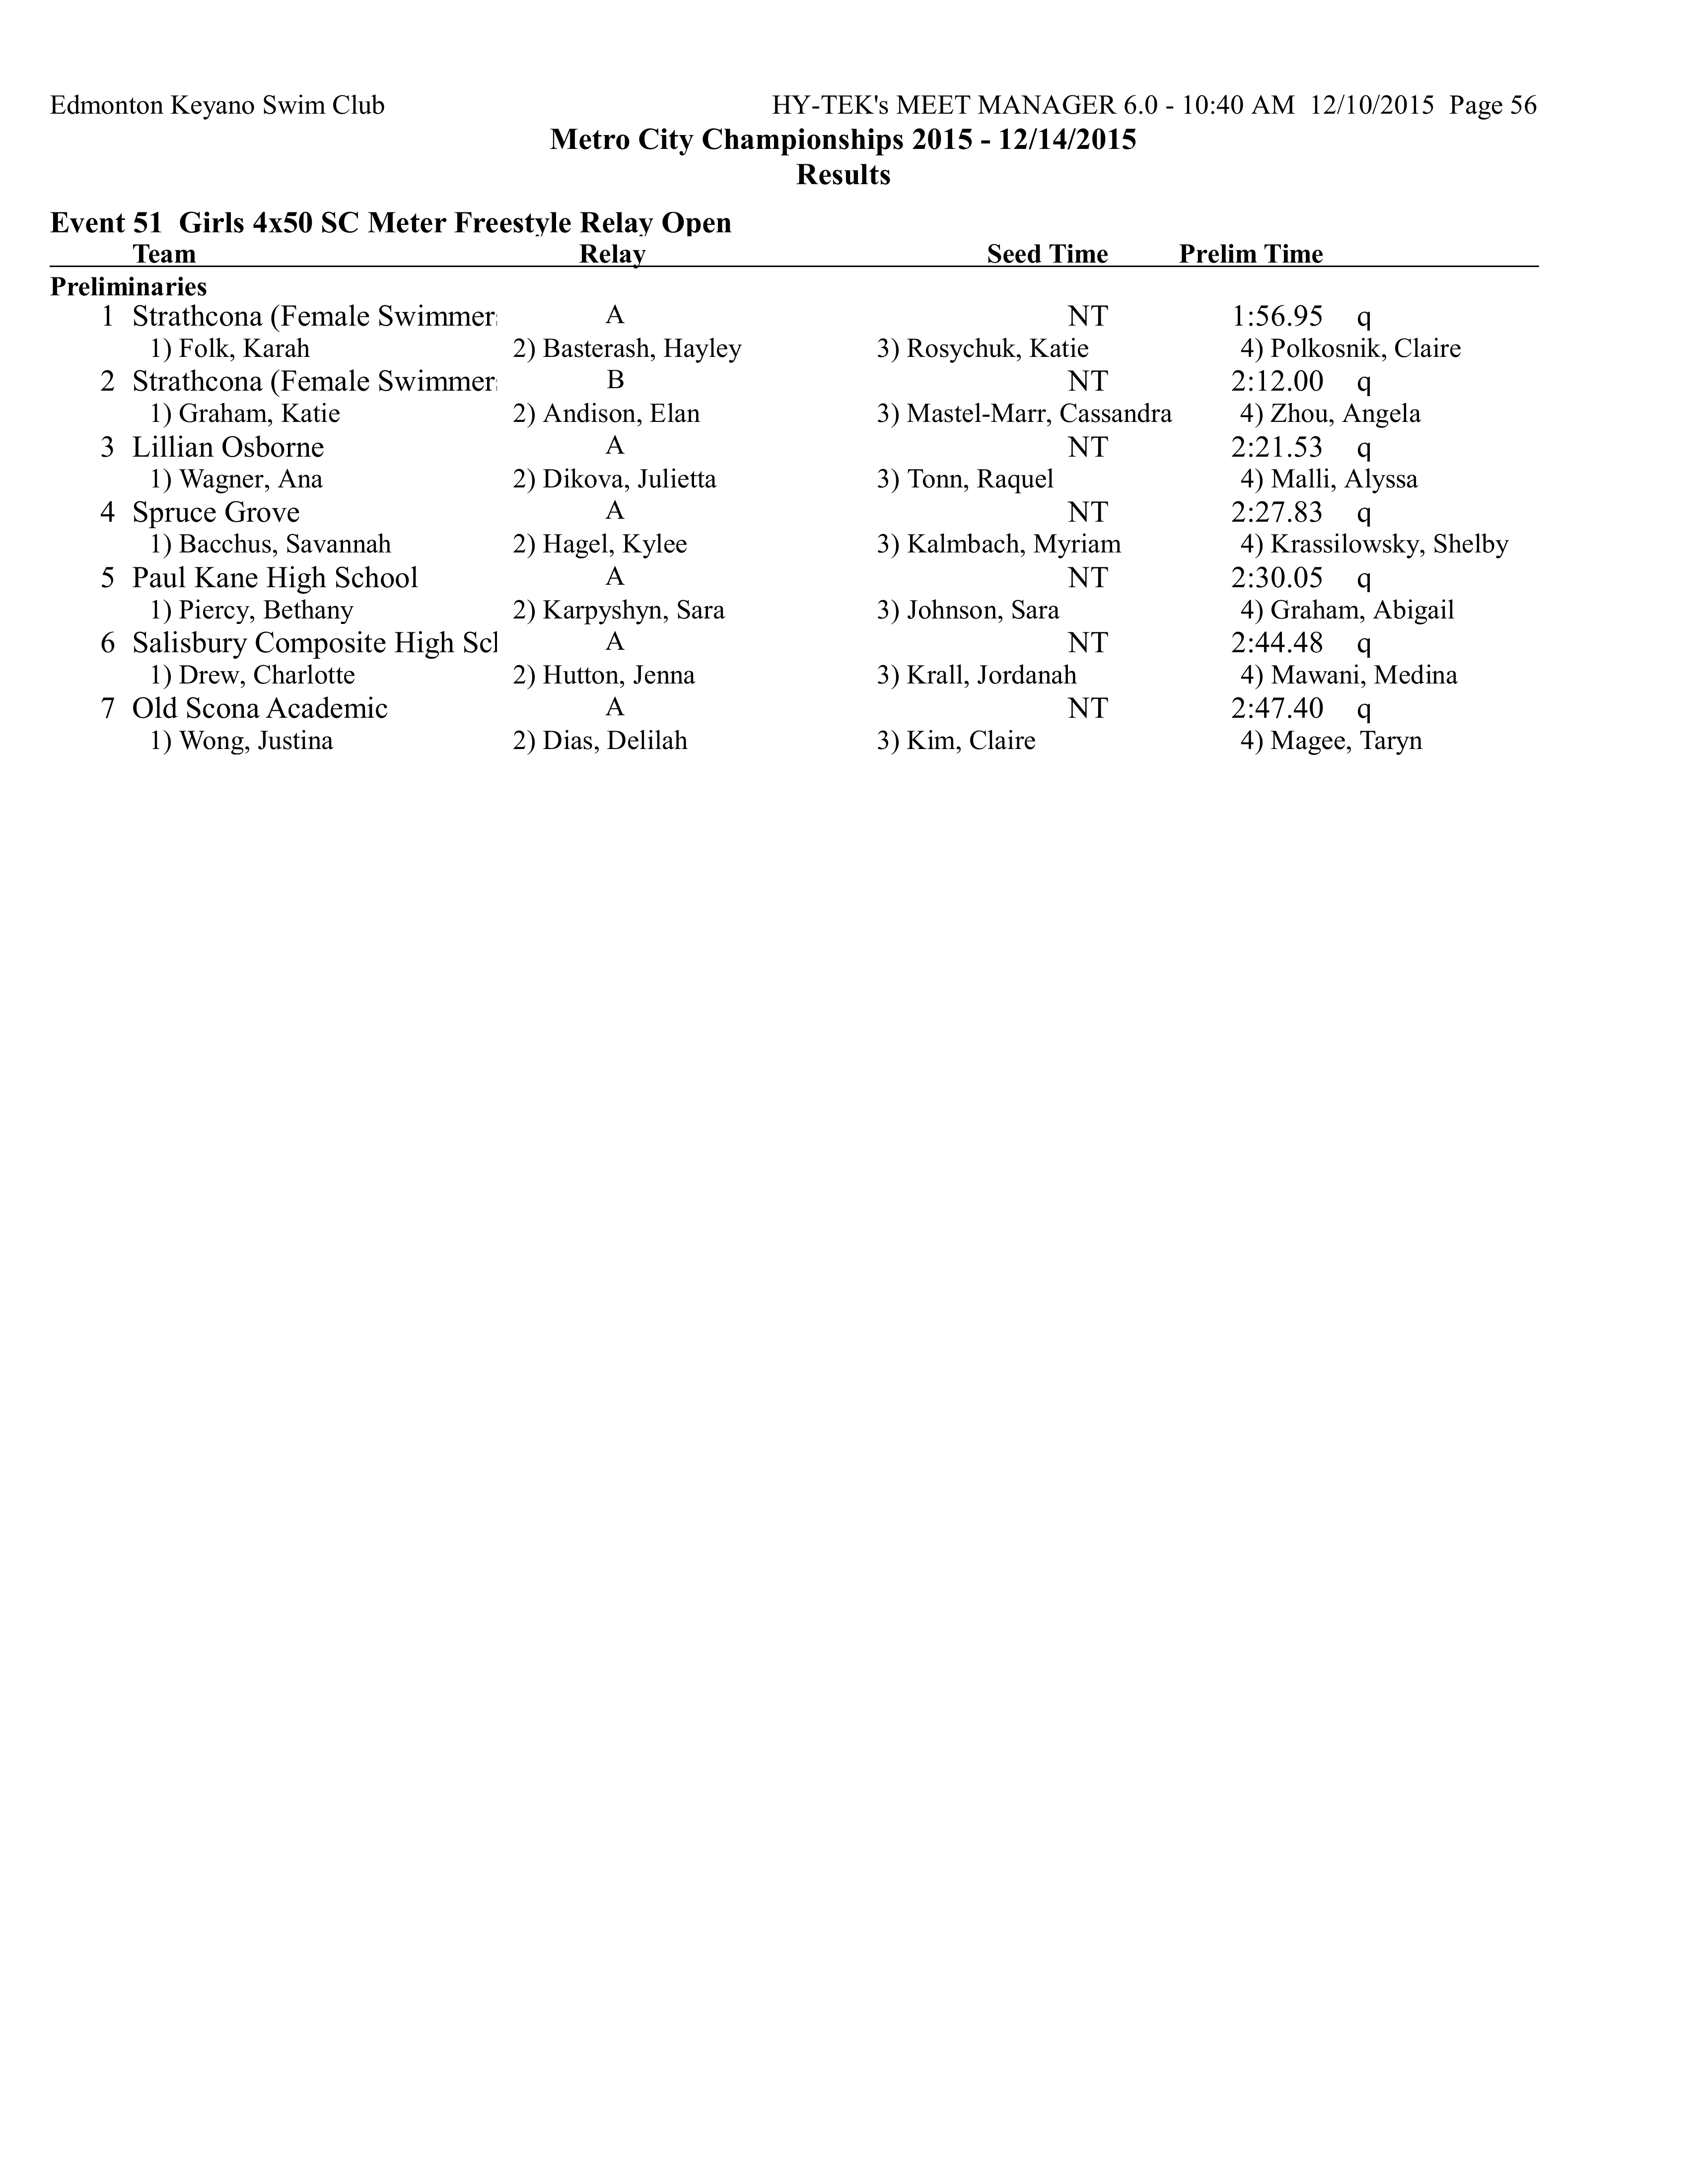 Edmonton Keyano Swim Club HY-TEK's MEET MANAGER 6.0 - 10:40 AM 12/10/2015 Page 56
Metro City Championships 2015 - 12/14/2015
Results
Event 51 Girls 4x50 SC Meter Freestyle Relay Open
Team Relay Seed Time Prelim Time
Preliminaries
1 Strathcona (Female Swimmers A NT 1:56.95 q
1) Folk, Karah 2) Basterash, Hayley 3) Rosychuk, Katie 4) Polkosnik, Claire
2 Strathcona (Female Swimmers B NT 2:12.00 q
1) Graham, Katie 2) Andison, Elan 3) Mastel-Marr, Cassandra 4) Zhou, Angela
3 Lillian Osborne A NT 2:21.53 q
1) Wagner, Ana 2) Dikova, Julietta 3) Tonn, Raquel 4) Malli, Alyssa
4 Spruce Grove A NT 2:27.83 q
1) Bacchus, Savannah 2) Hagel, Kylee 3) Kalmbach, Myriam 4) Krassilowsky, Shelby
5 Paul Kane High School A NT 2:30.05 q
1) Piercy, Bethany 2) Karpyshyn, Sara 3) Johnson, Sara 4) Graham, Abigail
6 Salisbury Composite High Sch A NT 2:44.48 q
1) Drew, Charlotte 2) Hutton, Jenna 3) Krall, Jordanah 4) Mawani, Medina
7 Old Scona Academic A NT 2:47.40 q
1) Wong, Justina 2) Dias, Delilah 3) Kim, Claire 4) Magee, Taryn